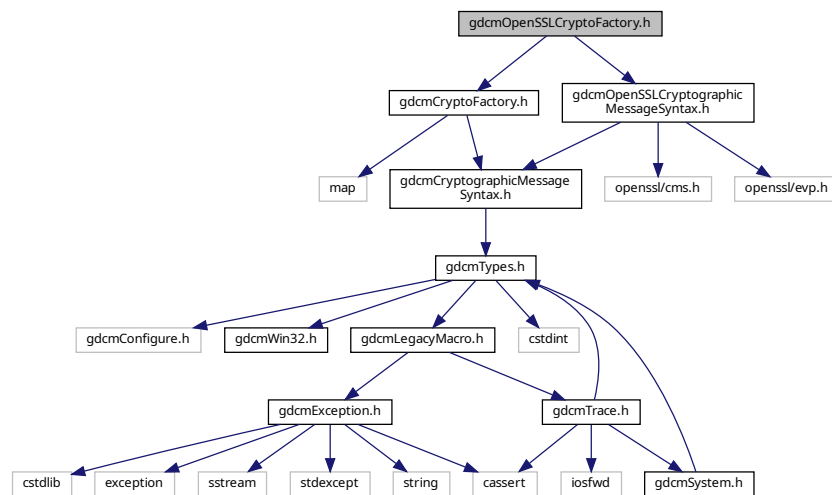 gdcmOpenSSLCryptoFactory.h
gdcmCryptoFactory.h
gdcmOpenSSLCryptographic
MessageSyntax.h
map
gdcmCryptographicMessage
Syntax.h
openssl/cms.h
openssl/evp.h
gdcmTypes.h
gdcmConfigure.h
gdcmWin32.h
gdcmLegacyMacro.h
cstdint
gdcmException.h
gdcmTrace.h
cstdlib
exception
sstream
stdexcept
string
cassert
iosfwd
gdcmSystem.h